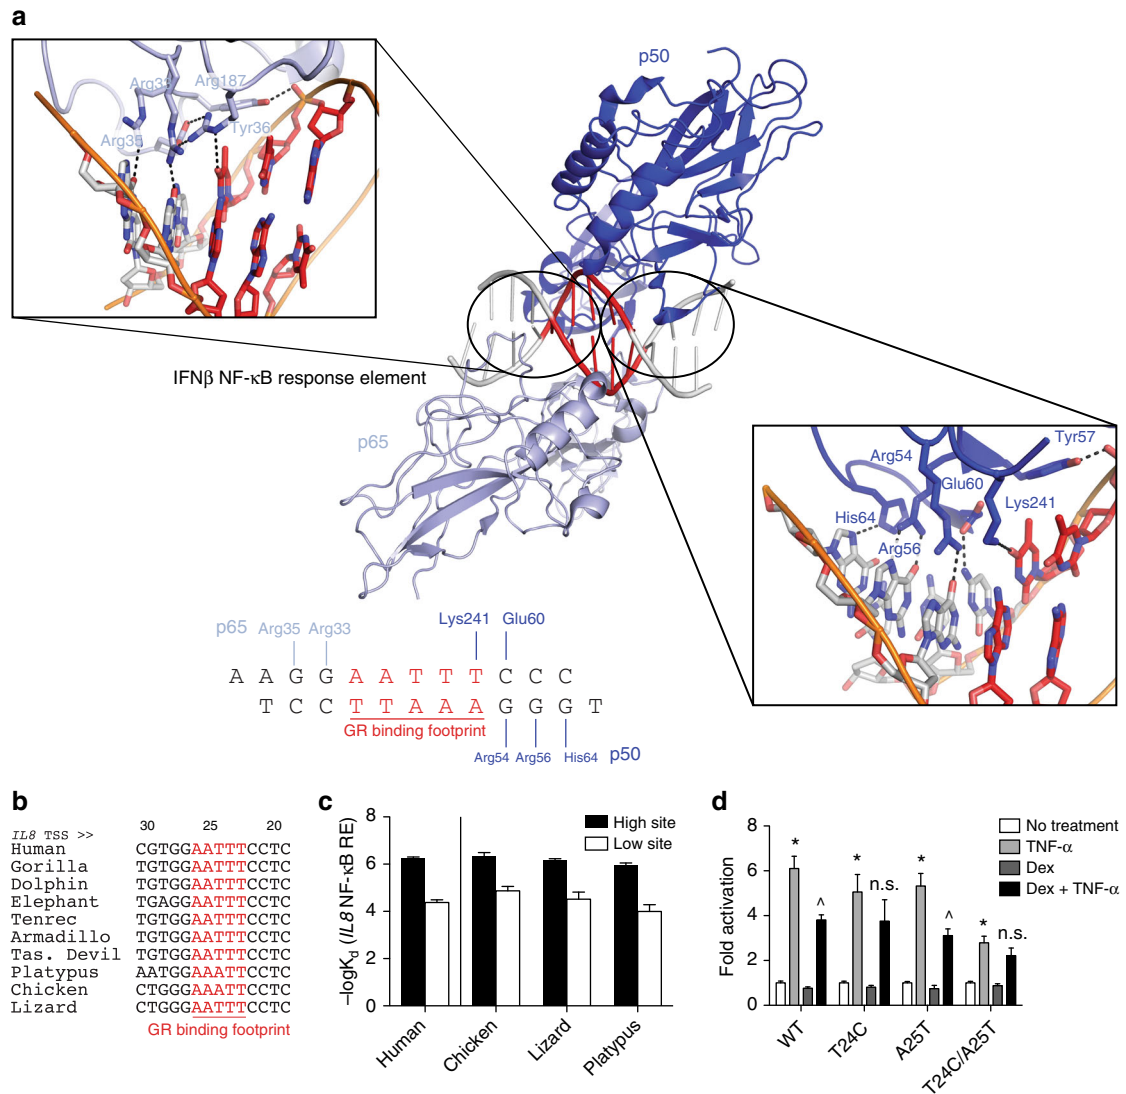 a
p50
Arg33 Arg187
Arg35
Tyr36
IFNβ NF-κB response element
p65
Tyr57
Arg54
Glu60
Lys241
His64
Arg56
Lys241 Glu60
p65 Arg35 Arg33
A A G G A A T T T C C C
T C C T T A A A G G G T
GR binding footprint
Arg54 Arg56 His64 p50
b
30 25 20
IL8 TSS >>
Human CGTGGAATTTCCTC
Gorilla TGTGGAATTTCCTC
Dolphin TGTGGAATTTCCTC
Elephant TGAGGAATTTCCTC
Tenrec TGTGGAATTTCCTC
Armadillo TGTGGAATTTCCTC
Tas. Devil TGTGGAATTTCCTC
Platypus AATGGAAATTCCTC
Chicken CTGGGAAATTCCTC
Lizard CTGGGAATTTCCTC
GR binding footprint
c
–logKd (IL8 NF-κB RE)
8
6
4
2
0
High site
Low site
Human
Chicken
Lizard
Platypus
d
Fold activation
8
6
4
2
0
No treatment
TNF-α
Dex
Dex + TNF-α
* ^
* n.s.
* ^
* n.s.
WT
T24C
A25T
T24C/A25T